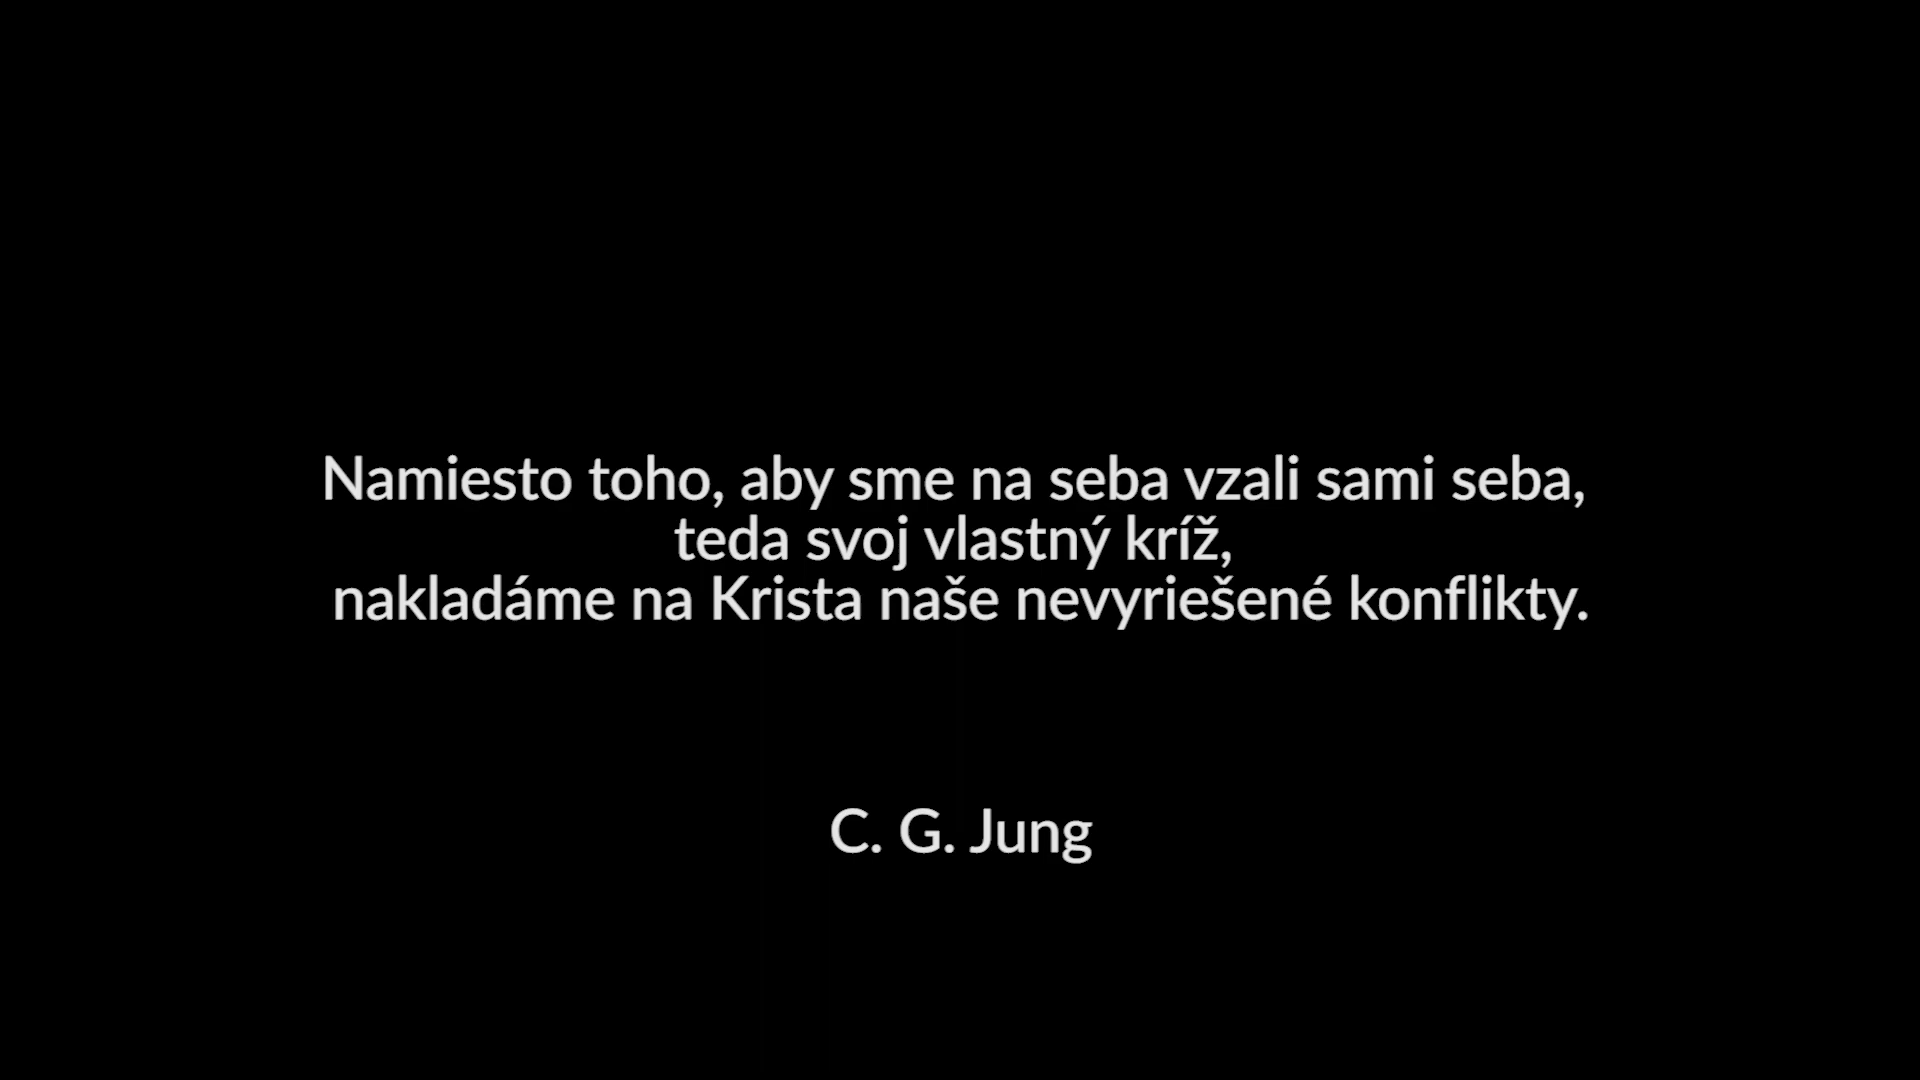 Namiesto toho, aby sme na seba vzali sami seba,
teda svoj vlastný kríž,
nakladáme na Krista naše nevyriešené konflikty.
C. G. Jung